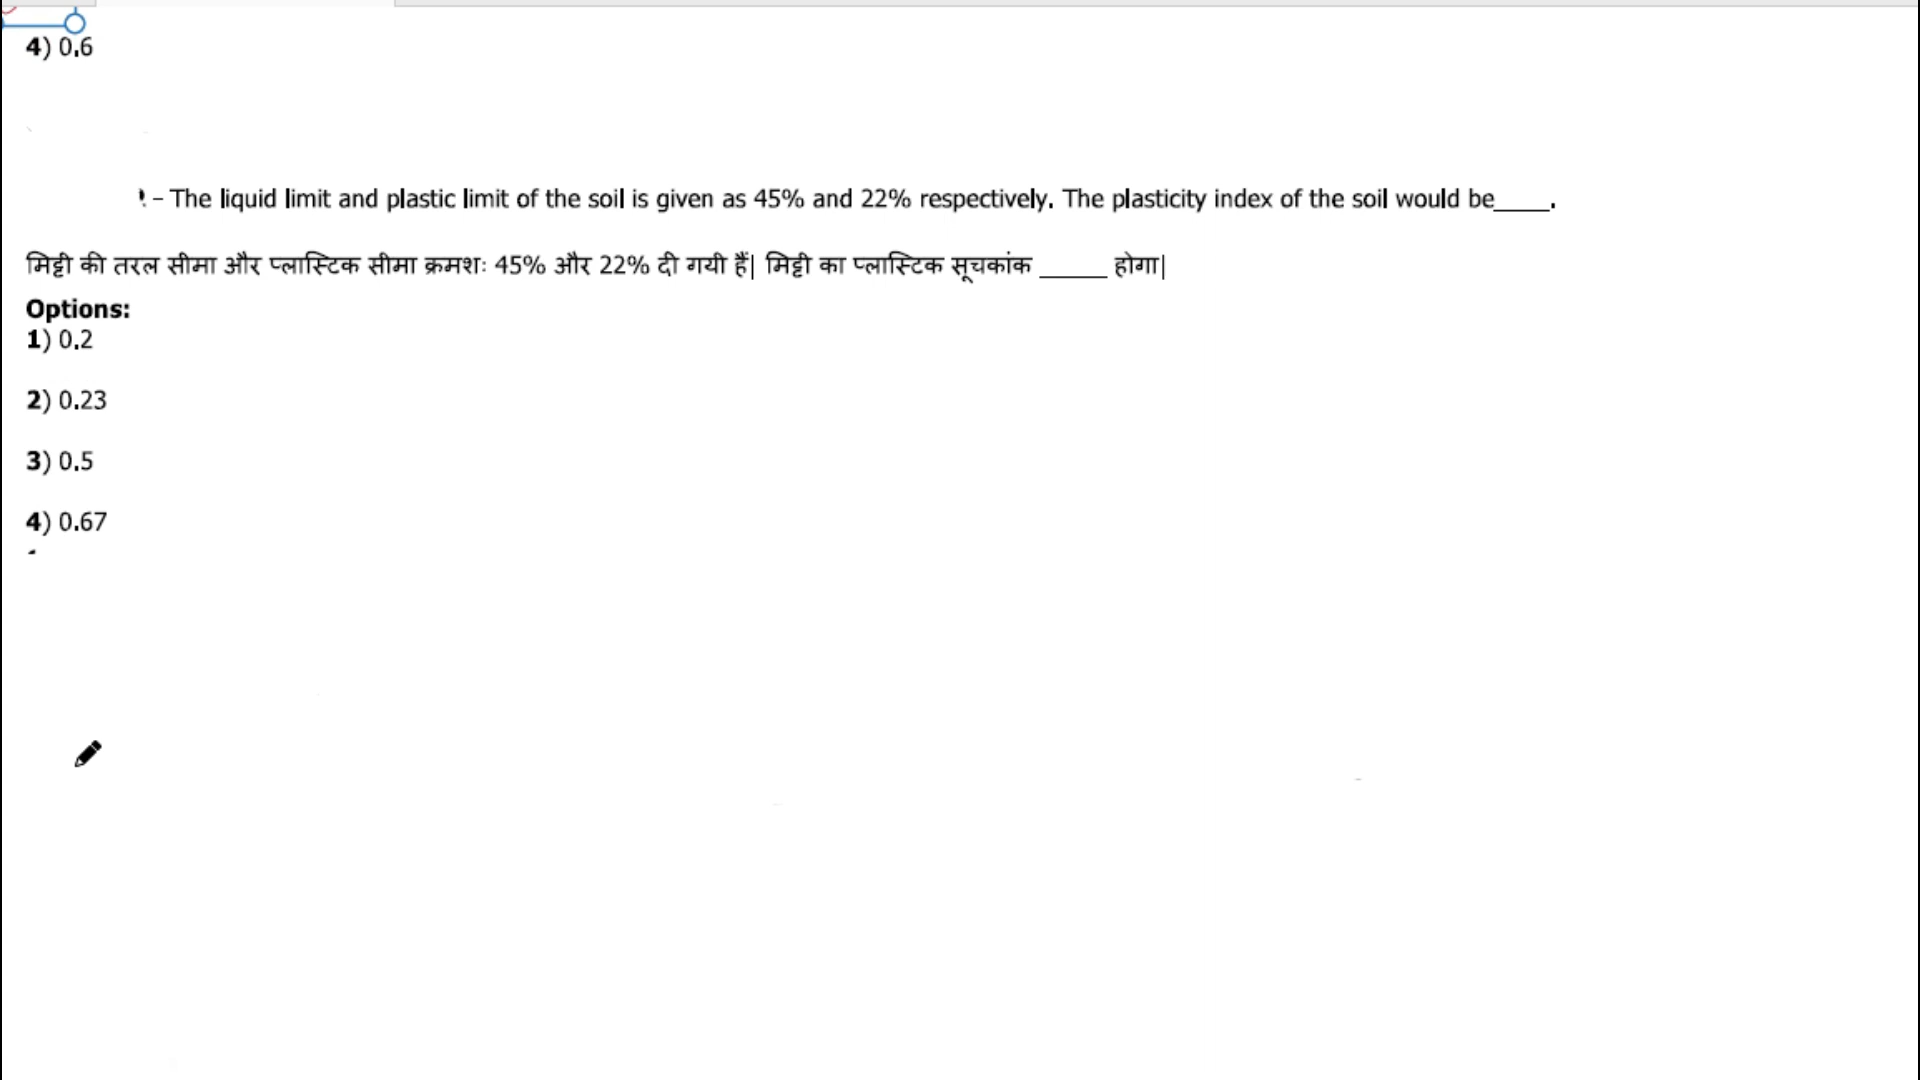 4) 0.6
- The liquid limit and plastic limit of the soil is given as 45% and 22% respectively. The plasticity index of the soil would be____.
मिट्टी की तरल सीमा और प्लास्टिक सीमा क्रमशः 45% और 22% दी गयी हैं| मिट्टी का प्लास्टिक सूचकांक _____ होगा|
Options:
1) 0.2
2) 0.23
3) 0.5
4) 0.67